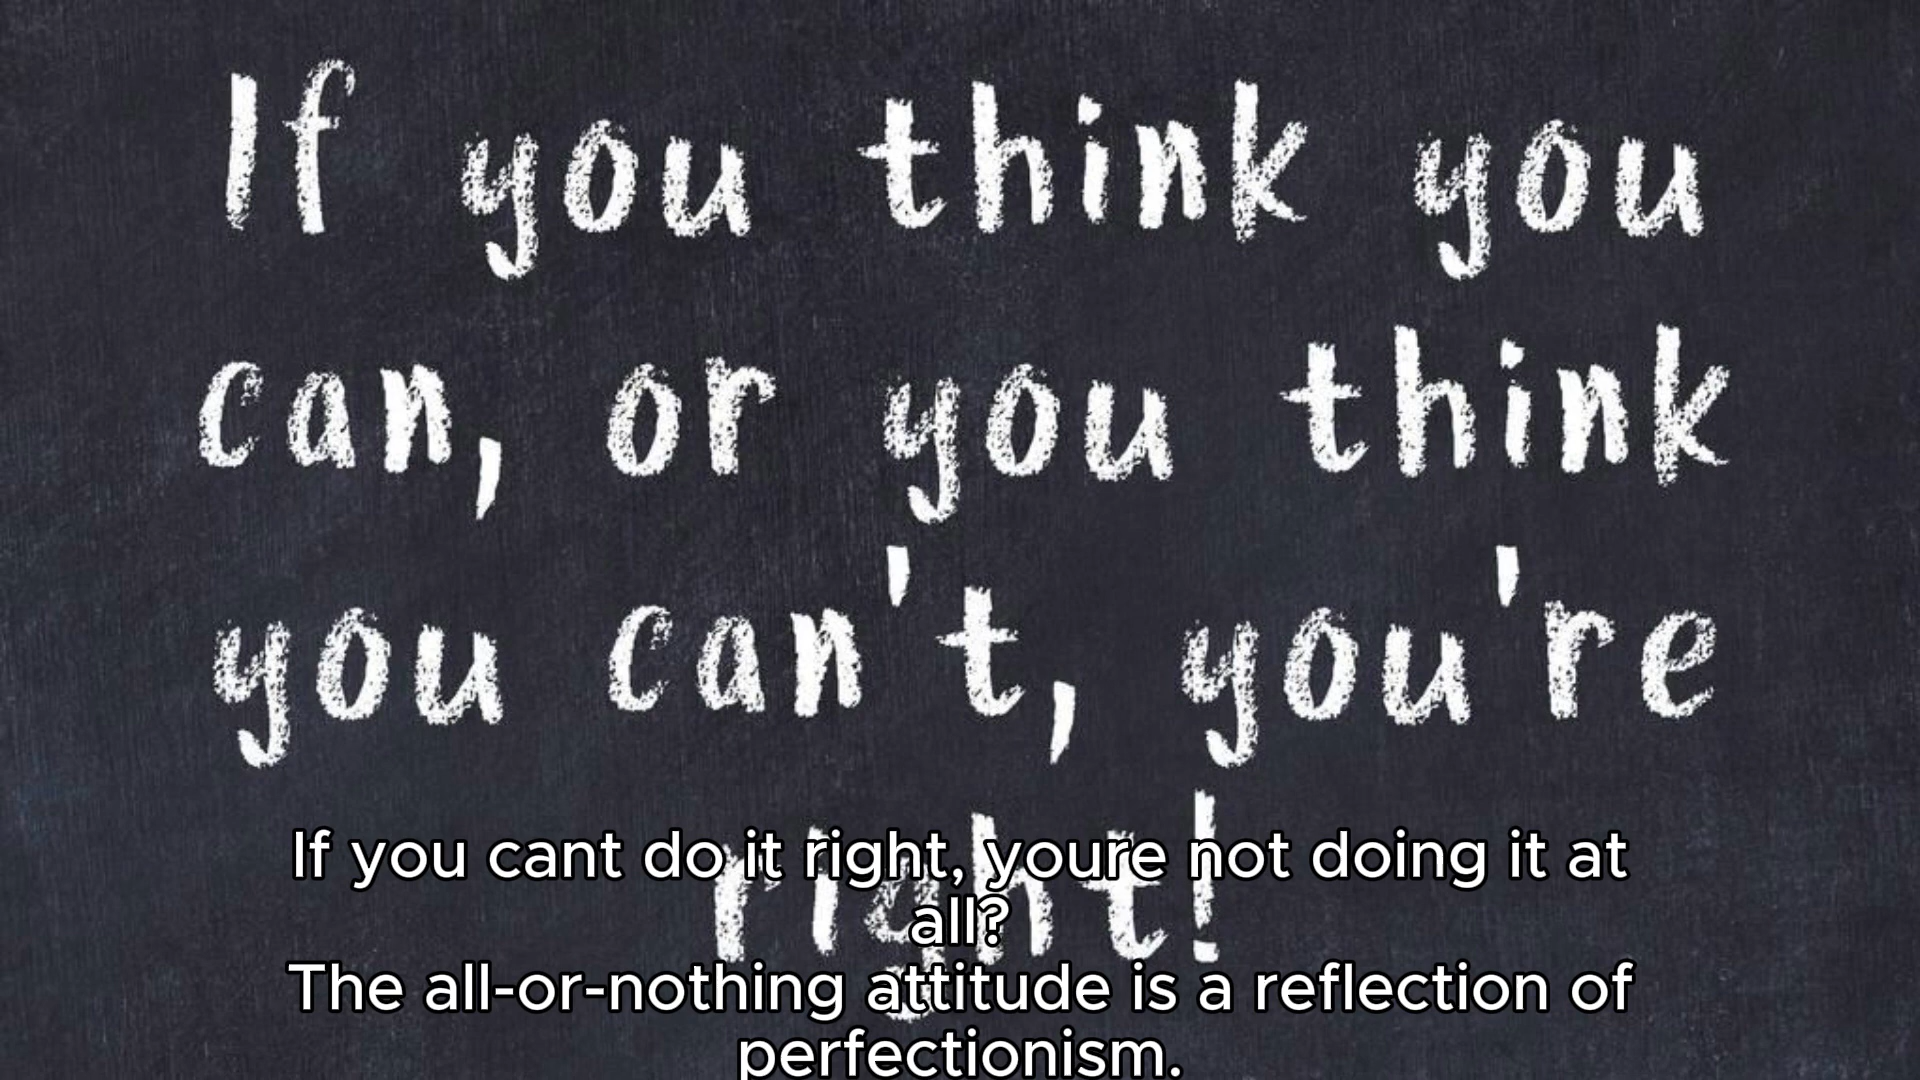 If you think you
can, or you think
you can't, you're
right!
If you cant do it right, youre not doing it at
all?
The all-or-nothing attitude is a reflection of
perfectionism.